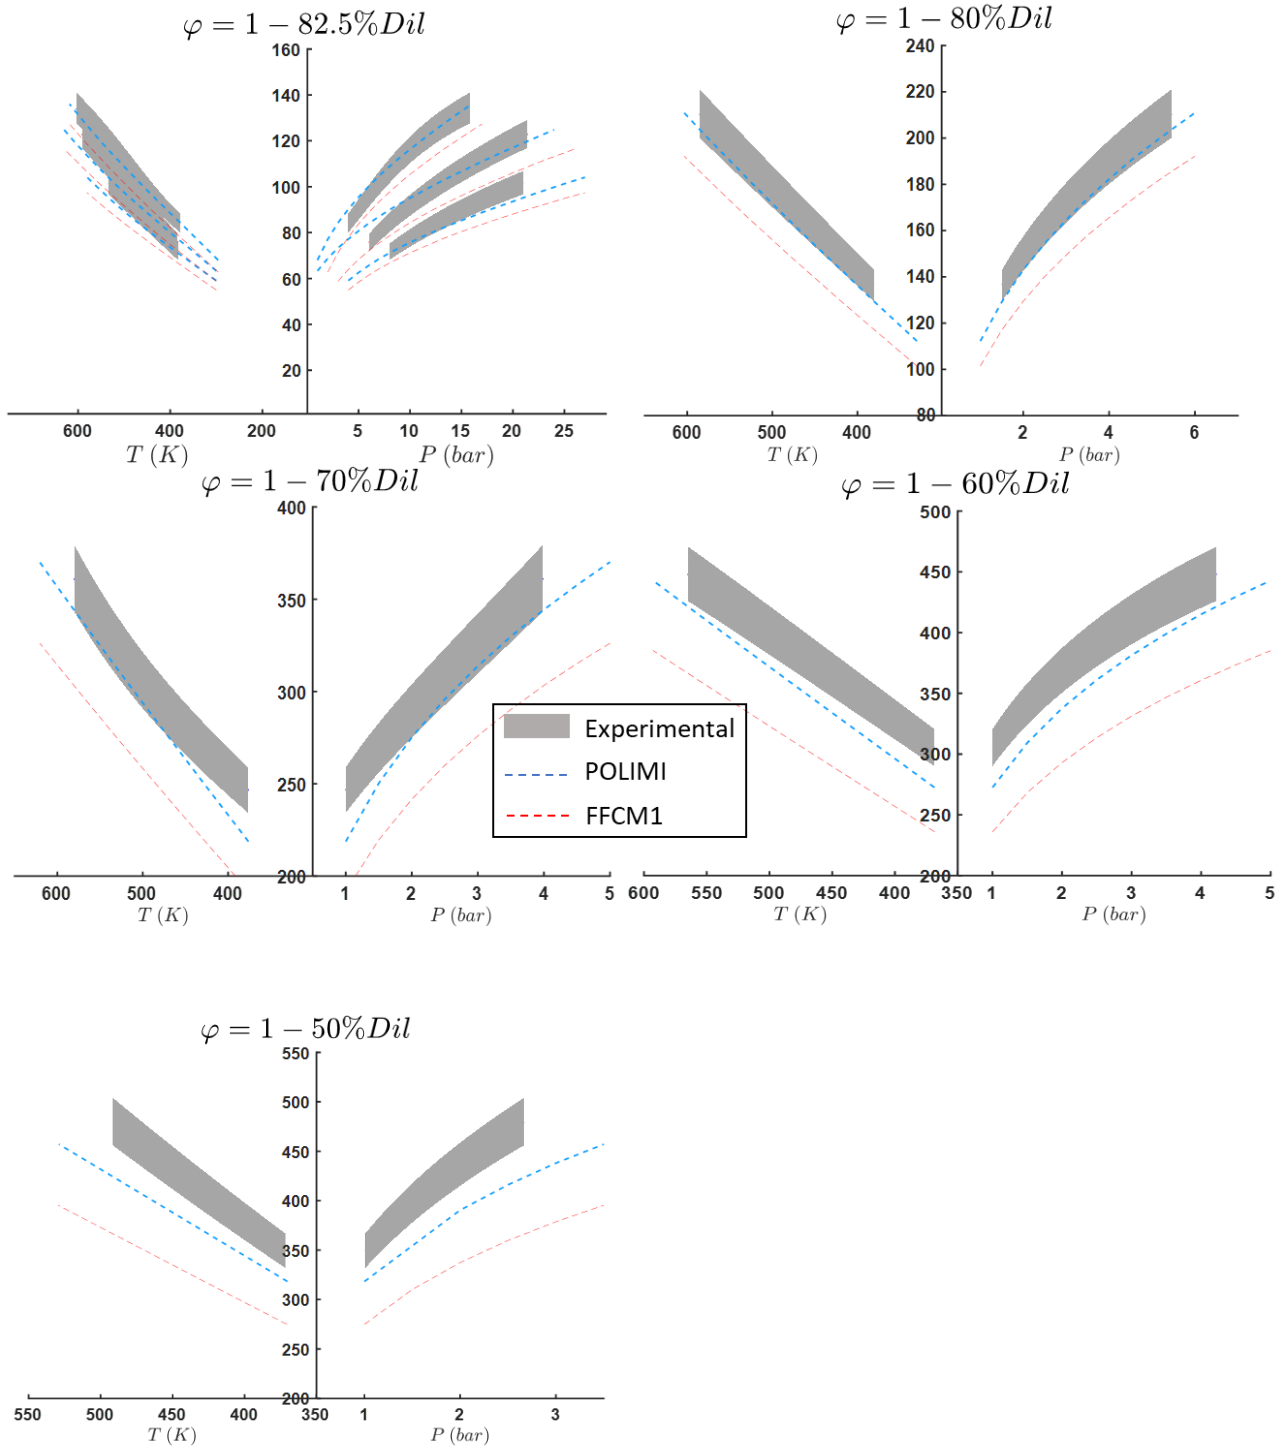 φ = 1 − 82.5%Dil
160
140
120
100
80
60
40
20
600 400 200 5 10 15 20 25
T (K) P (bar)
φ = 1 − 80%Dil
240
220
200
180
160
140
120
100
80
600 500 400 2 4 6
T (K) P (bar)
φ = 1 − 70%Dil
400
350
300
250
200
600 500 400 1 2 3 4 5
T (K) P (bar)
φ = 1 − 60%Dil
500
450
400
350
300
250
200
600 550 500 450 400 350 1 2 3 4 5
T (K) P (bar)
Experimental
POLIMI
FFCM1
φ = 1 − 50%Dil
550
500
450
400
350
300
250
200
550 500 450 400 350 1 2 3
T (K) P (bar)